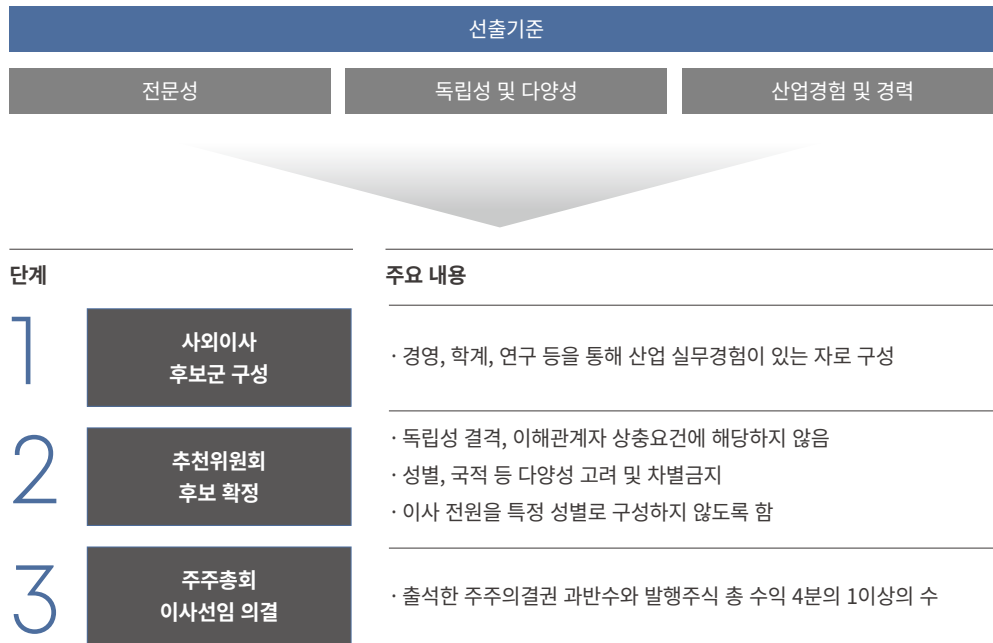 선출기준
전문성
독립성 및 다양성
산업경험 및 경력
단계
주요 내용
1
사외이사
후보군 구성
· 경영, 학계, 연구 등을 통해 산업 실무경험이 있는 자로 구성
2
추천위원회
후보 확정
· 독립성 결격, 이해관계자 상충요건에 해당하지 않음
· 성별, 국적 등 다양성 고려 및 차별금지
· 이사 전원을 특정 성별로 구성하지 않도록 함
3
주주총회
이사선임 의결
· 출석한 주주의결권 과반수와 발행주식 총 수익 4분의 1이상의 수